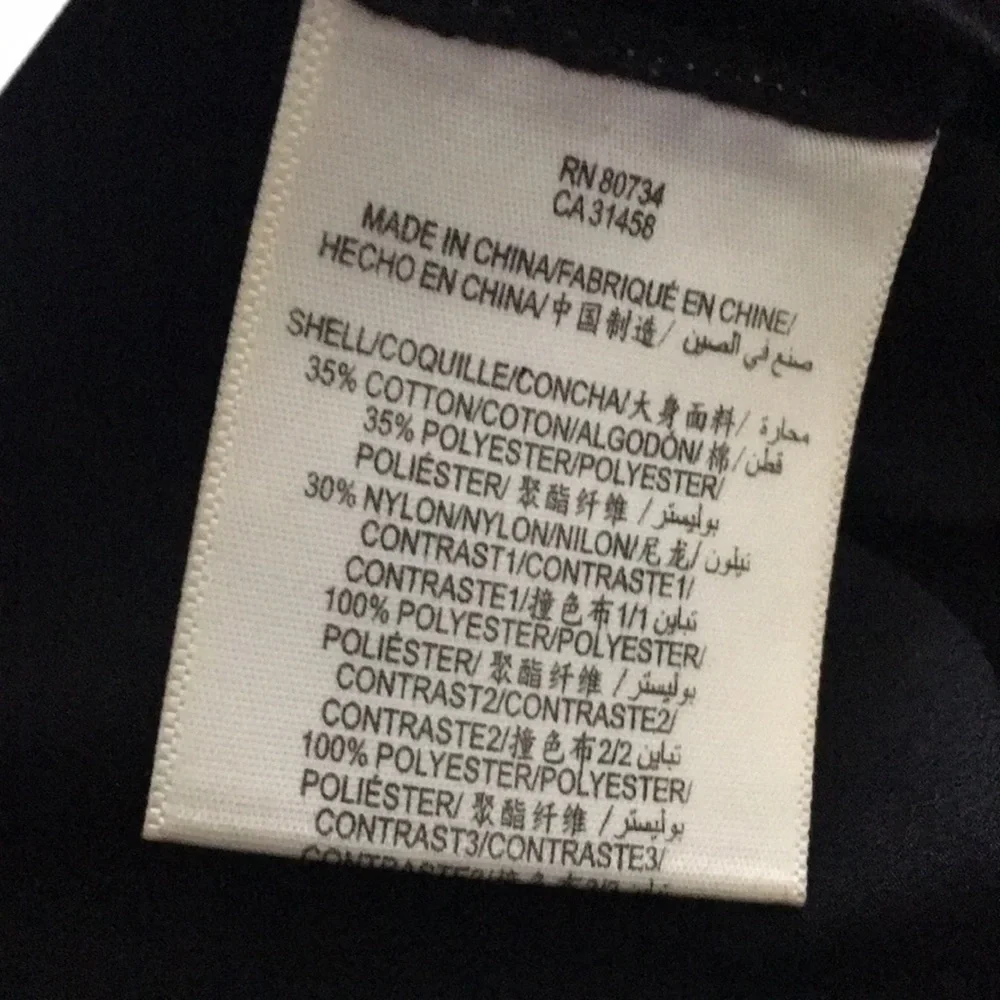 RN 80734
CA 31458
MADE IN CHINA/FABRIQUÉ EN CHINE/
HECHO EN CHINA/中国制造/ صنع في الصين
SHELL/COQUILLE/CONCHA/大身面料/ محارة
35% COTTON/COTON/ALGODÓN/棉/ قطن
35% POLYESTER/POLYESTER/
POLIÉSTER/ 聚酯纤维 / بوليستر
30% NYLON/NYLON/NILON/尼龙/ نيلون
CONTRAST1/CONTRASTE1/
CONTRASTE1/撞色布1/1 تباين
100% POLYESTER/POLYESTER/
POLIÉSTER/ 聚酯纤维 / بوليستر
CONTRAST2/CONTRASTE2/
CONTRASTE2/撞色布2/2 تباين
100% POLYESTER/POLYESTER/
POLIÉSTER/ 聚酯纤维 / بوليستر
CONTRAST3/CONTRASTE3/